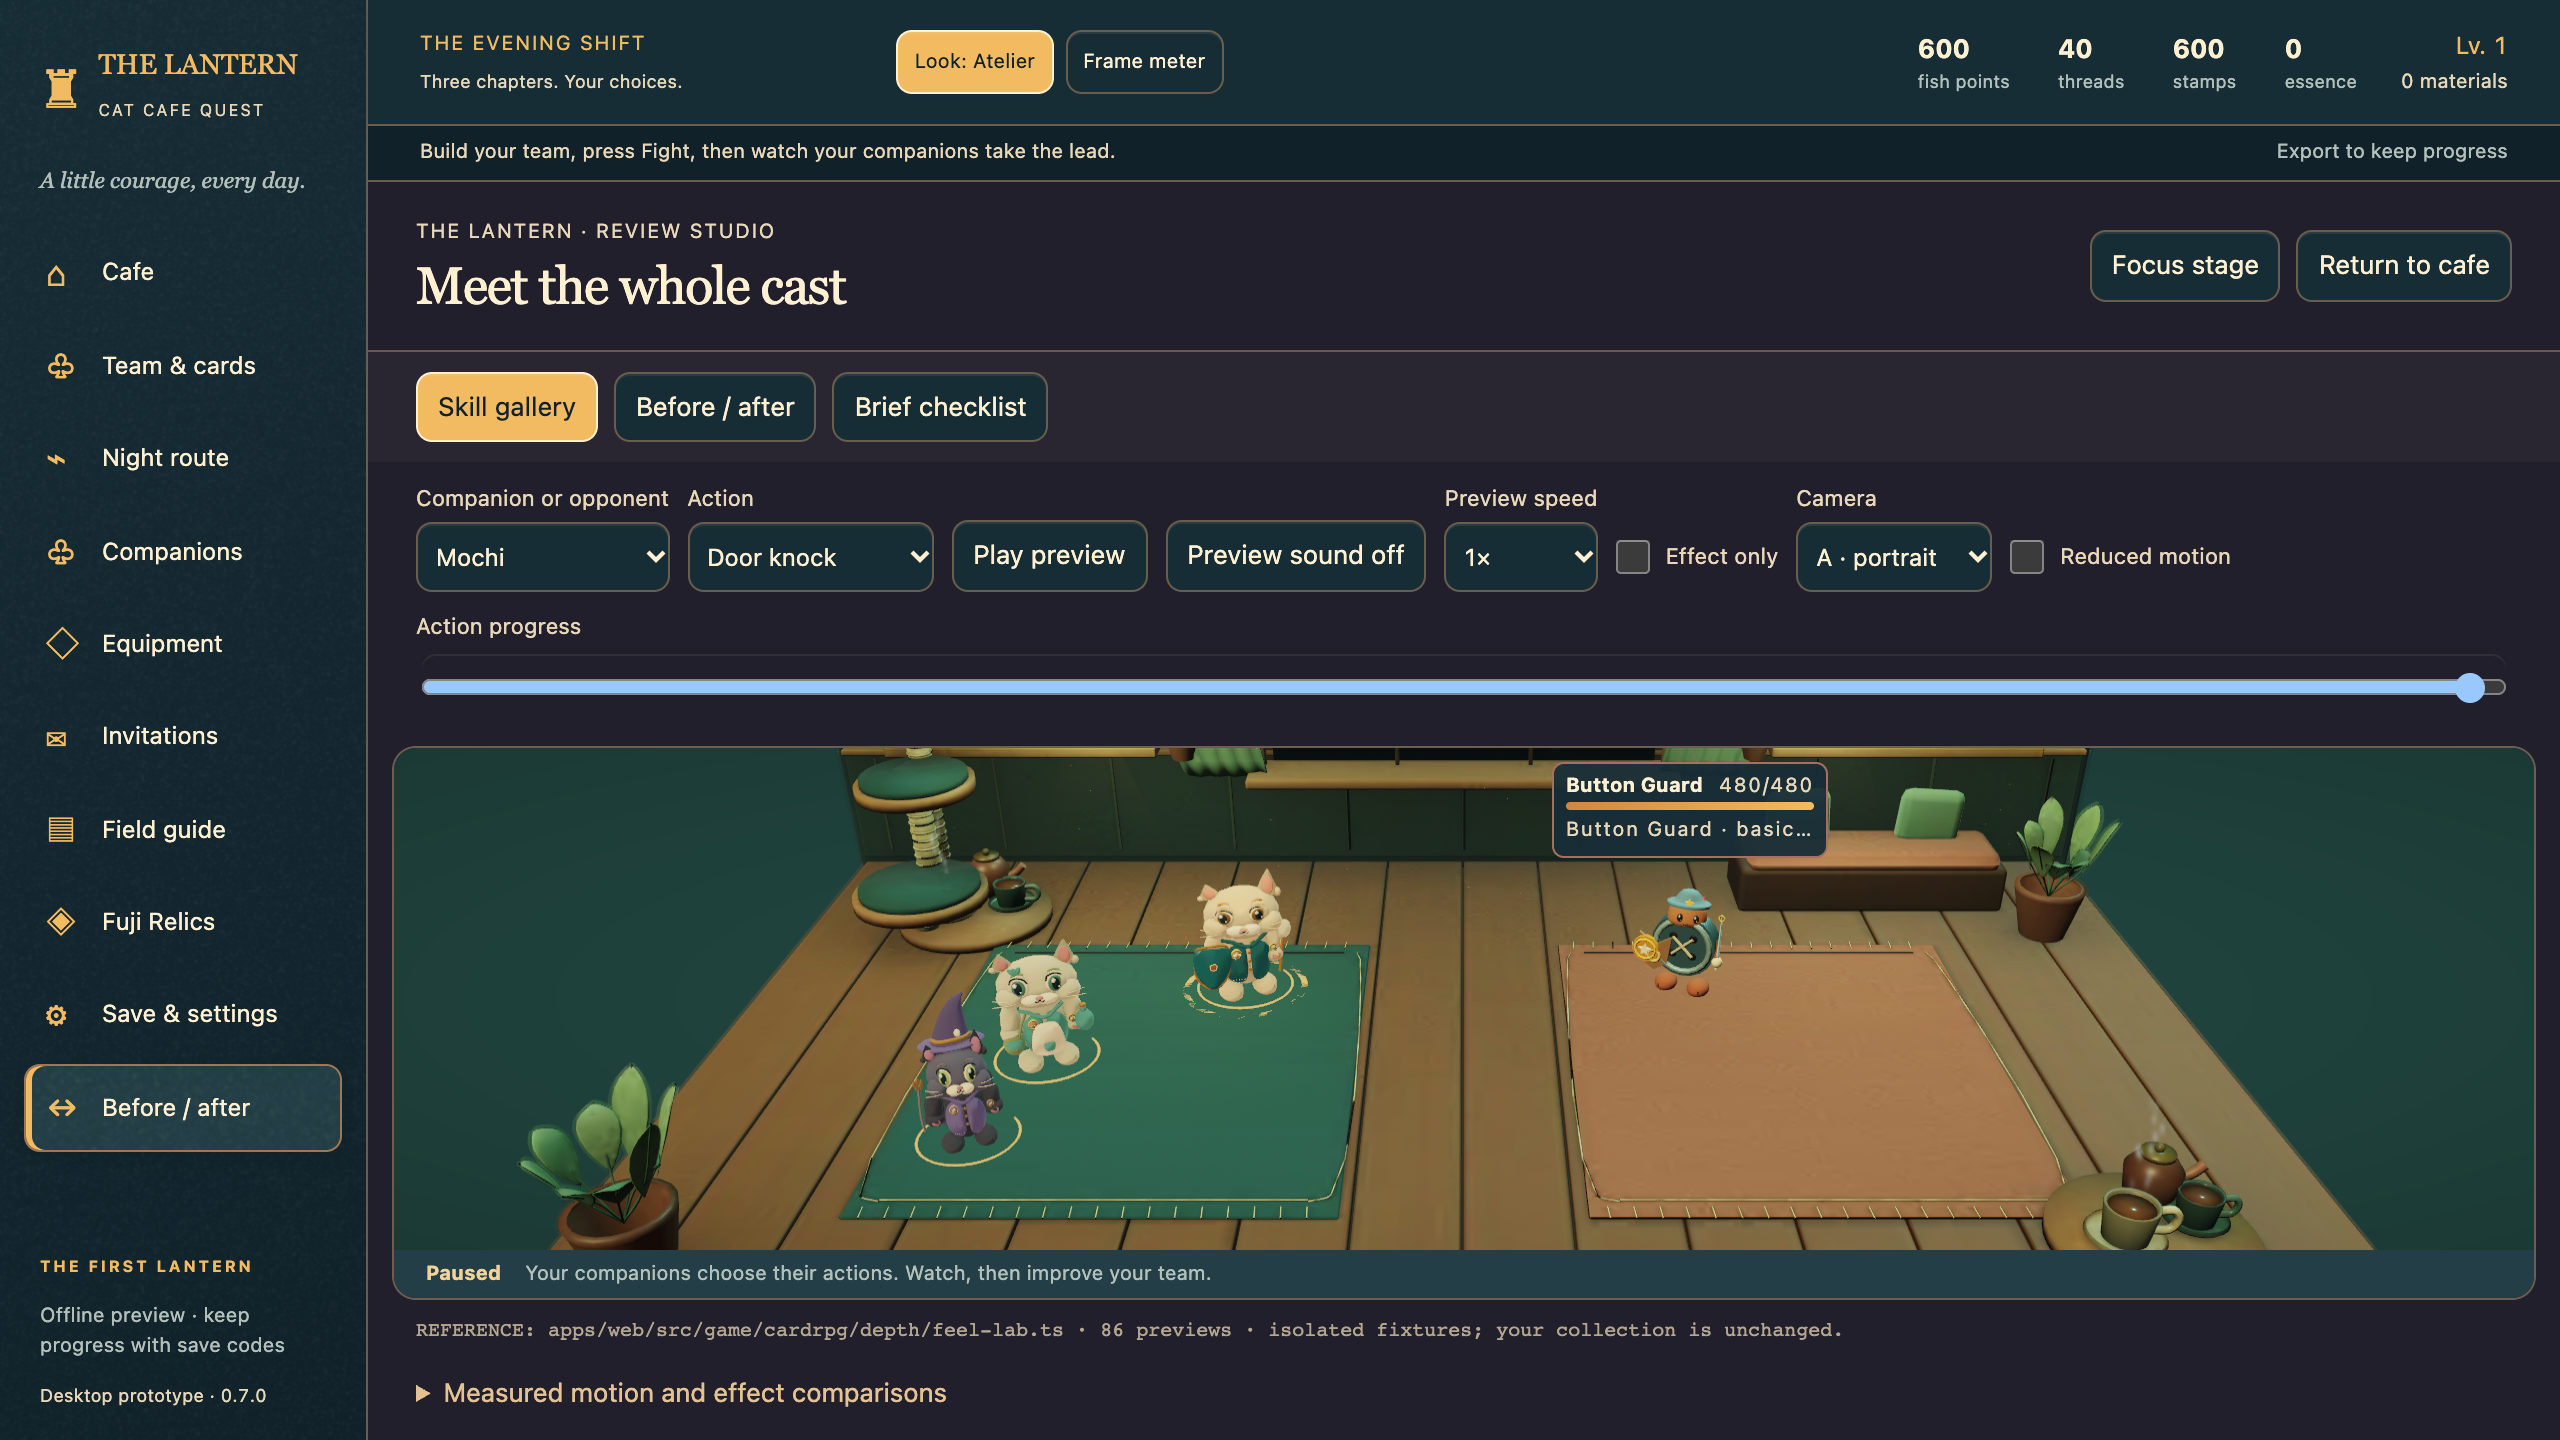 THE LANTERN
CAT CAFE QUEST
A little courage, every day.
Cafe
Team & cards
Night route
Companions
Equipment
Invitations
Field guide
Fuji Relics
Save & settings
Before / after
THE FIRST LANTERN
Offline preview · keep
progress with save codes
Desktop prototype · 0.7.0
THE EVENING SHIFT
Three chapters. Your choices.
Look: Atelier
Frame meter
600
fish points
40
threads
600
stamps
0
essence
Lv. 1
0 materials
Build your team, press Fight, then watch your companions take the lead.
Export to keep progress
THE LANTERN · REVIEW STUDIO
Meet the whole cast
Focus stage
Return to cafe
Skill gallery
Before / after
Brief checklist
Companion or opponent
Mochi
Action
Door knock
Play preview
Preview sound off
Preview speed
1×
Effect only
Camera
A · portrait
Reduced motion
Action progress
Button Guard 480/480
Button Guard · basic…
Paused Your companions choose their actions. Watch, then improve your team.
REFERENCE: apps/web/src/game/cardrpg/depth/feel-lab.ts · 86 previews · isolated fixtures; your collection is unchanged.
Measured motion and effect comparisons